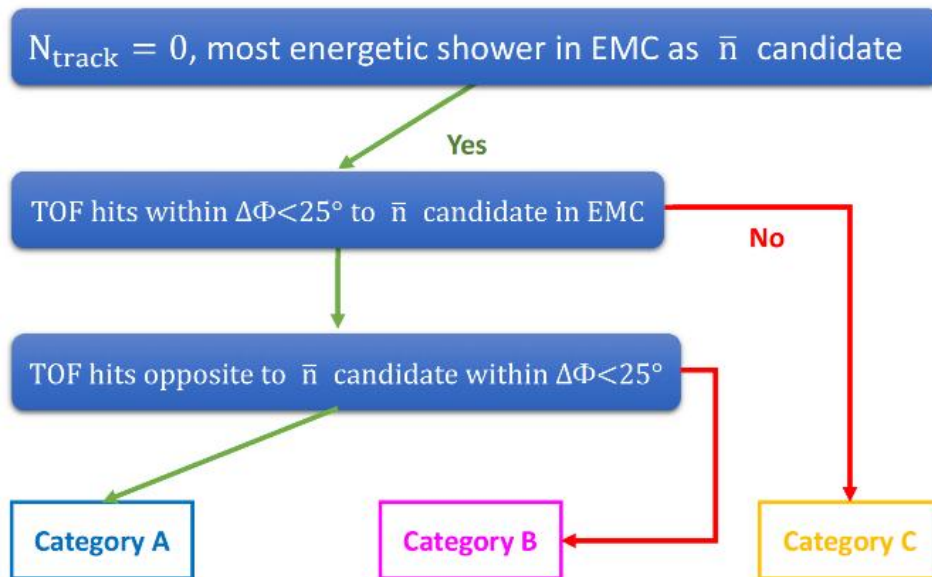 N_track = 0, most energetic shower in EMC as n̅ candidate
Yes
TOF hits within ΔΦ<25° to n̅ candidate in EMC
No
TOF hits opposite to n̅ candidate within ΔΦ<25°
Category A
Category B
Category C